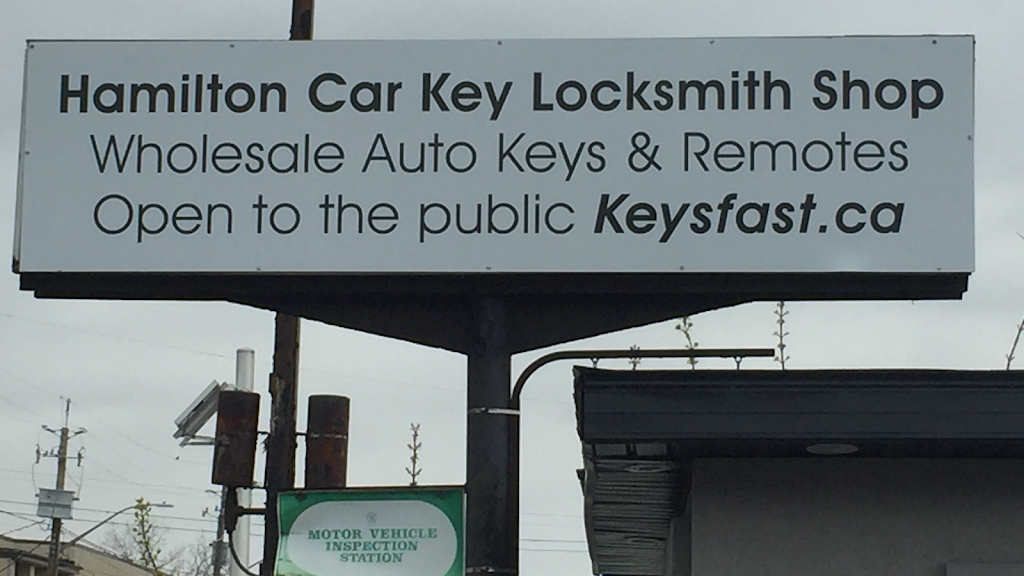 Hamilton Car Key Locksmith Shop
Wholesale Auto Keys & Remotes
Open to the public Keysfast.ca
MOTOR VEHICLE
INSPECTION
STATION